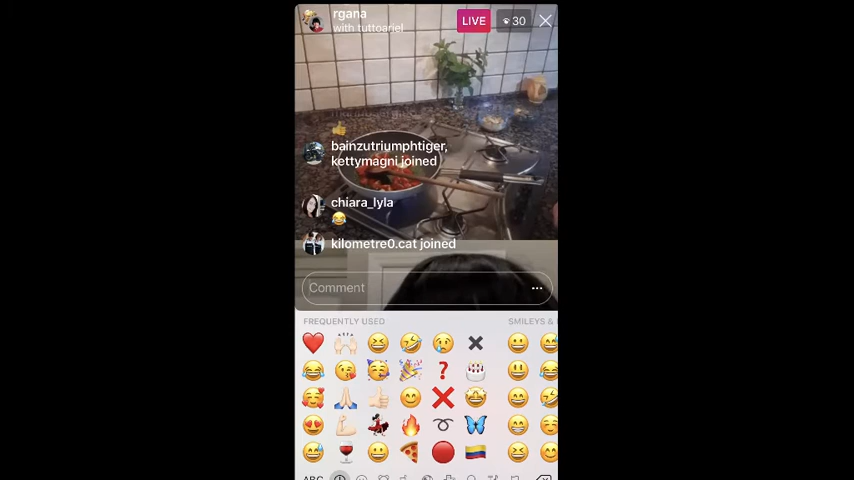 rgana
with tuttoariel
LIVE
30
bainzutriumphtiger,
kettymagni joined
chiara_lyla
kilometre0.cat joined
Comment
FREQUENTLY USED
SMILEYS &
ABC